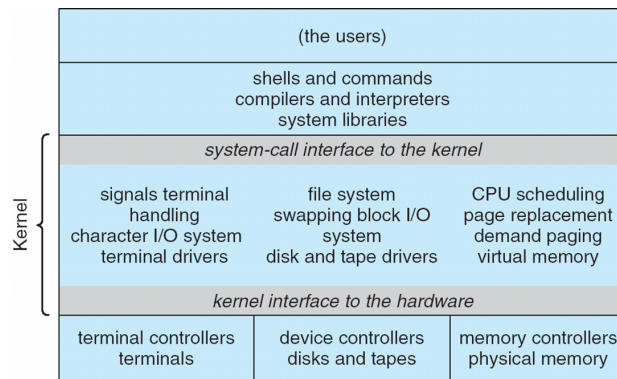 (the users)
shells and commands
compilers and interpreters
system libraries
Kernel
system-call interface to the kernel
signals terminal
handling
character I/O system
terminal drivers
file system
swapping block I/O
system
disk and tape drivers
CPU scheduling
page replacement
demand paging
virtual memory
kernel interface to the hardware
terminal controllers
terminals
device controllers
disks and tapes
memory controllers
physical memory